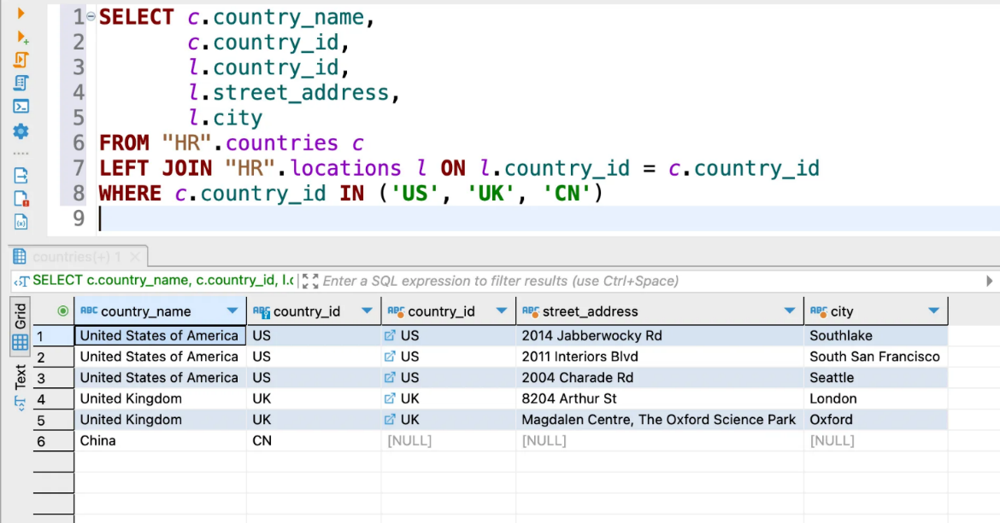 1 SELECT c.country_name,
2 c.country_id,
3 l.country_id,
4 l.street_address,
5 l.city
6 FROM "HR".countries c
7 LEFT JOIN "HR".locations l ON l.country_id = c.country_id
8 WHERE c.country_id IN ('US', 'UK', 'CN')
9
countries(+) 1
SELECT c.country_name, c.country_id, l.c Enter a SQL expression to filter results (use Ctrl+Space)
Grid
Text
ABC country_name ABC country_id ABC country_id ABC street_address ABC city
1 United States of America US US 2014 Jabberwocky Rd Southlake
2 United States of America US US 2011 Interiors Blvd South San Francisco
3 United States of America US US 2004 Charade Rd Seattle
4 United Kingdom UK UK 8204 Arthur St London
5 United Kingdom UK UK Magdalen Centre, The Oxford Science Park Oxford
6 China CN [NULL] [NULL] [NULL]